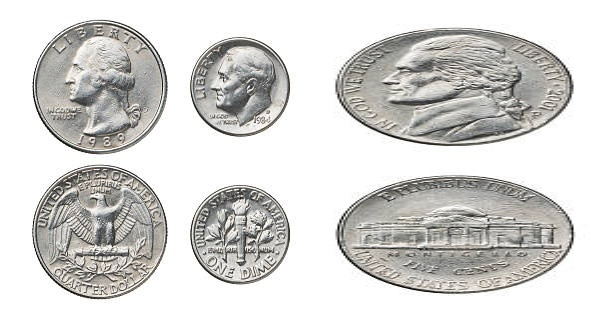 LIBERTY
IN GOD WE
TRUST
1989
LIBERTY
IN GOD
WE TRUST
1984
IN GOD WE TRUST
LIBERTY 2001
P
UNITED STATES OF AMERICA
E PLURIBUS
UNUM
QUARTER DOLLAR
UNITED STATES OF AMERICA
E PLURIBUS UNUM
ONE DIME
E PLURIBUS UNUM
MONTICELLO
FIVE CENTS
UNITED STATES OF AMERICA